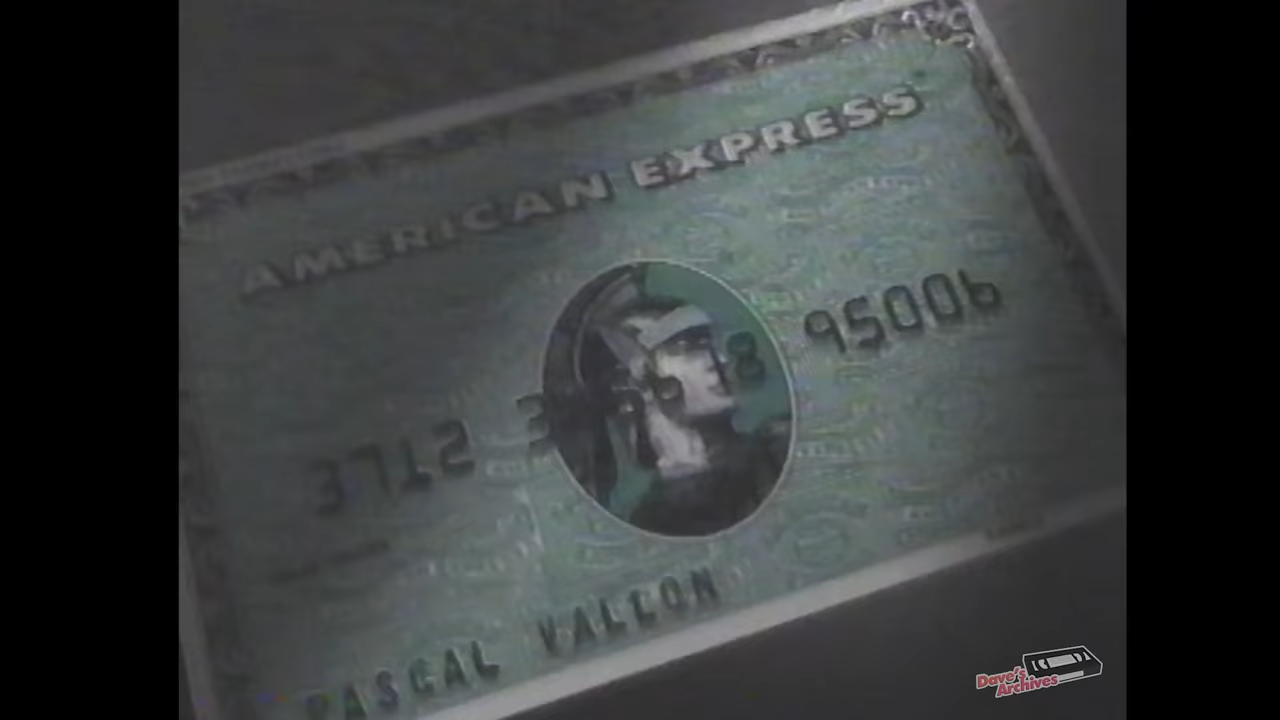 AMERICAN EXPRESS
3712 95006
PASCAL VALLON
Dave's
Archives